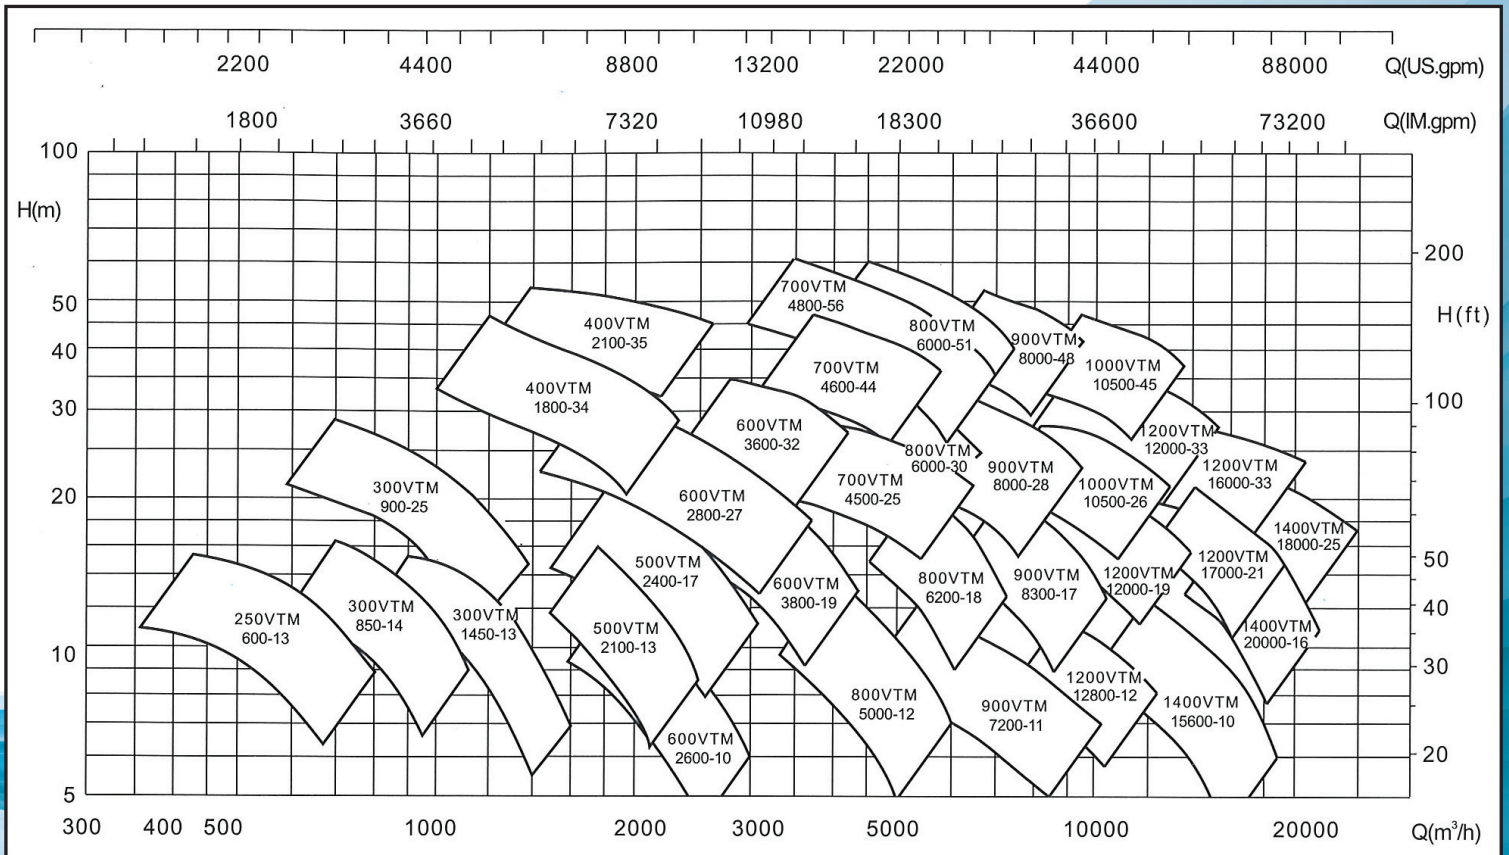 2200 4400 8800 13200 22000 44000 88000 Q(US.gpm)
1800 3660 7320 10980 18300 36600 73200 Q(IM.gpm)
100
H(m)
200
700VTM
4800-56
50
H(ft)
400VTM
2100-35
800VTM
6000-51
900VTM
8000-48
40
1000VTM
10500-45
700VTM
4600-44
400VTM
1800-34
30
100
600VTM
3600-32
1200VTM
12000-33
800VTM
6000-30
1200VTM
16000-33
900VTM
8000-28
700VTM
4500-25
1000VTM
10500-26
300VTM
900-25
20
600VTM
2800-27
1400VTM
18000-25
500VTM
2400-17
1200VTM
17000-21
50
600VTM
3800-19
800VTM
6200-18
900VTM
8300-17
1200VTM
12000-19
300VTM
850-14
300VTM
1450-13
40
250VTM
600-13
500VTM
2100-13
1400VTM
20000-16
10
30
1200VTM
12800-12
800VTM
5000-12
900VTM
7200-11
1400VTM
15600-10
600VTM
2600-10
20
5
300 400 500 1000 2000 3000 5000 10000 20000 Q(m³/h)